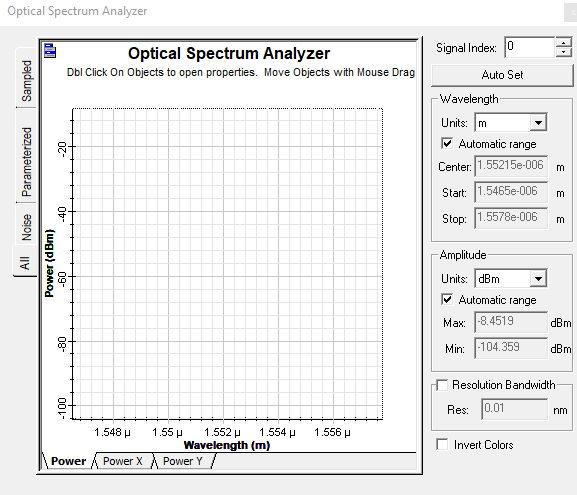 Optical Spectrum Analyzer
Optical Spectrum Analyzer
Dbl Click On Objects to open properties. Move Objects with Mouse Drag
Sampled
Parameterized
Noise
All
Power (dBm)
-20
-40
-60
-80
-100
1.548 µ 1.55 µ 1.552 µ 1.554 µ 1.556 µ
Wavelength (m)
Power Power X Power Y
Signal Index: 0
Auto Set
Wavelength
Units: m
Automatic range
Center: 1.55215e-006 m
Start: 1.5465e-006 m
Stop: 1.5578e-006 m
Amplitude
Units: dBm
Automatic range
Max: -8.4519 dBm
Min: -104.359 dBm
Resolution Bandwidth
Res: 0.01 nm
Invert Colors